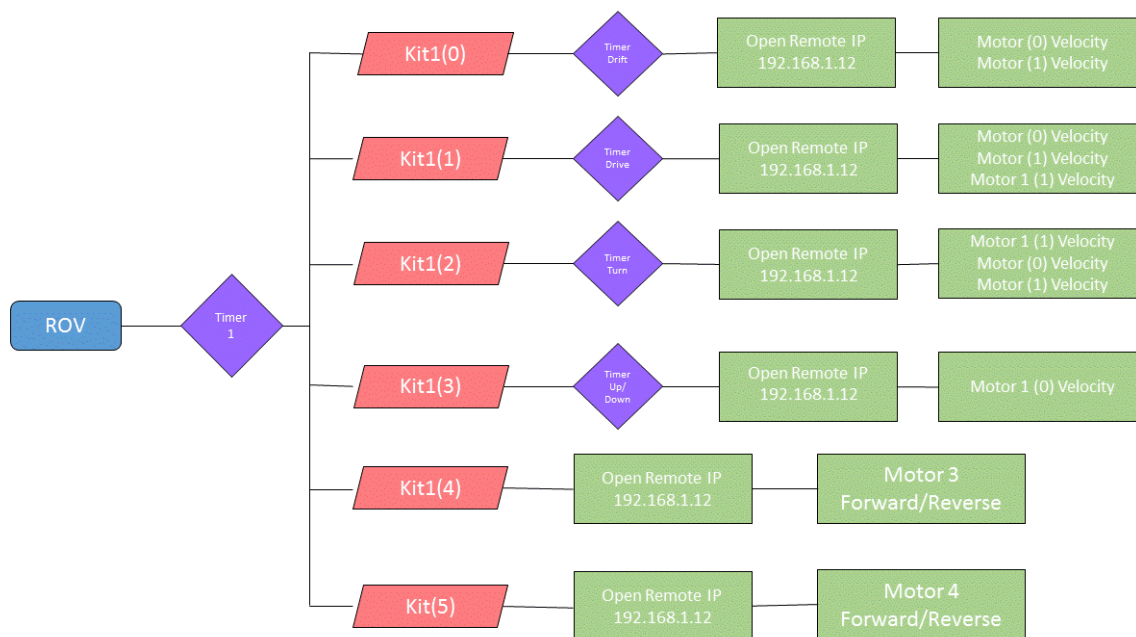 Kit1(0)
Timer
Drift
Open Remote IP
192.168.1.12
Motor (0) Velocity
Motor (1) Velocity
Kit1(1)
Timer
Drive
Open Remote IP
192.168.1.12
Motor (0) Velocity
Motor (1) Velocity
Motor 1 (1) Velocity
Kit1(2)
Timer
Turn
Open Remote IP
192.168.1.12
Motor 1 (1) Velocity
Motor (0) Velocity
Motor (1) Velocity
ROV
Timer
1
Kit1(3)
Timer
Up/
Down
Open Remote IP
192.168.1.12
Motor 1 (0) Velocity
Kit1(4)
Open Remote IP
192.168.1.12
Motor 3
Forward/Reverse
Kit(5)
Open Remote IP
192.168.1.12
Motor 4
Forward/Reverse